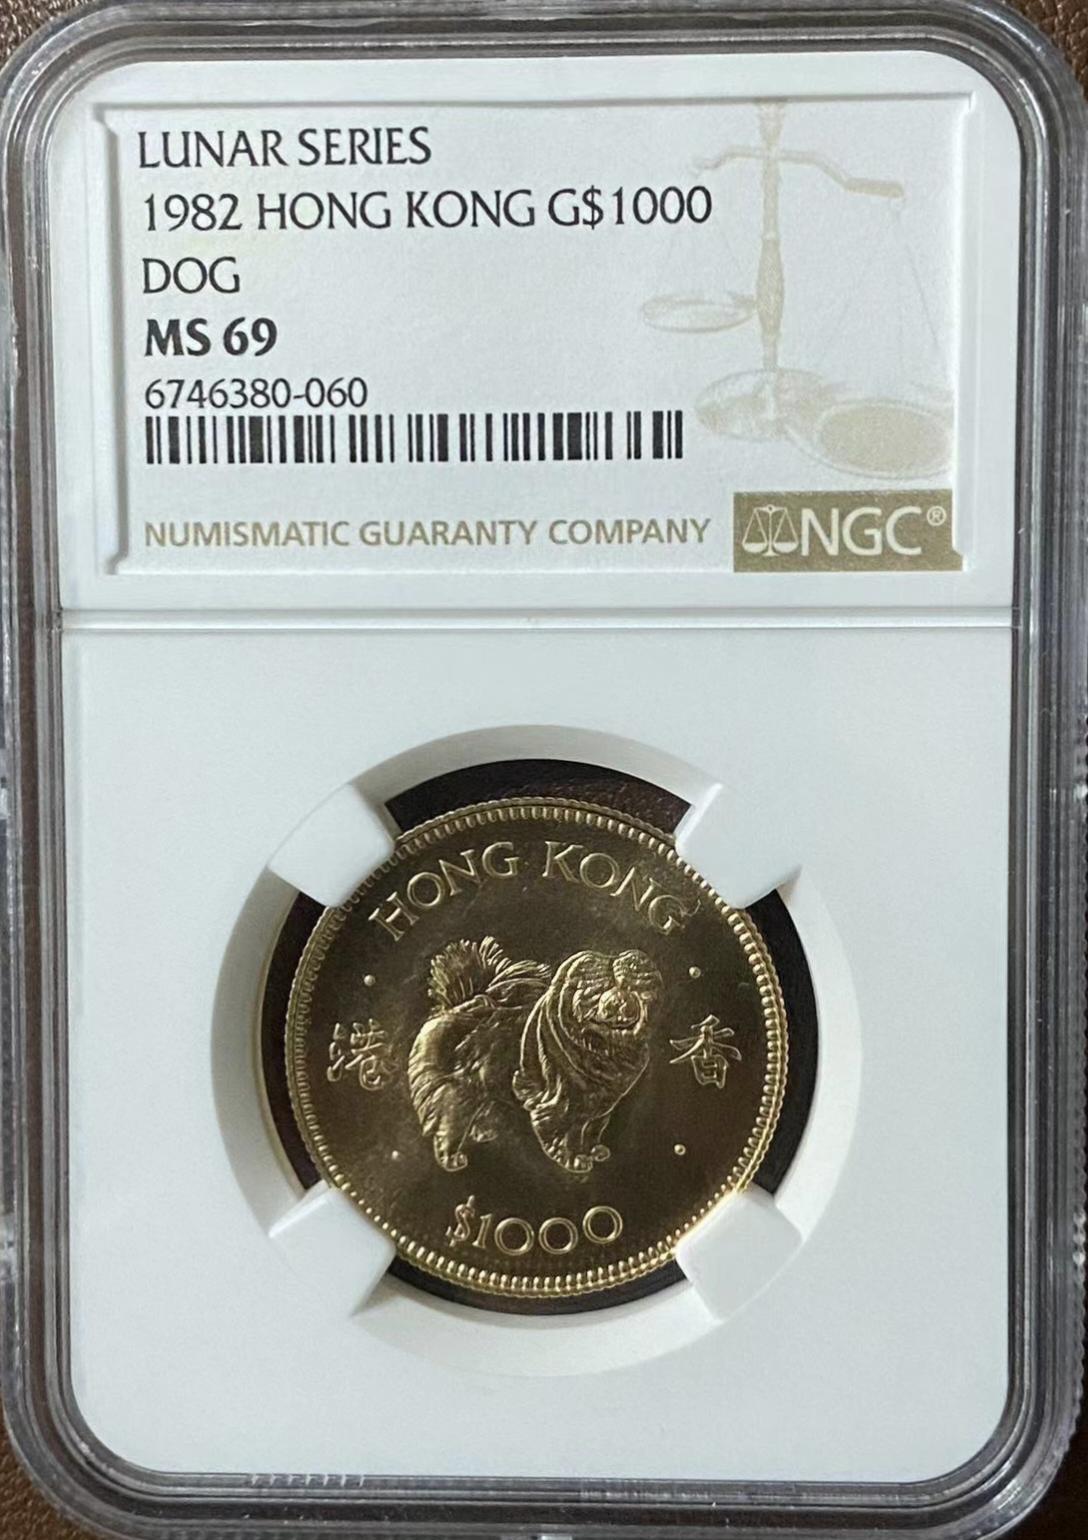 LUNAR SERIES
1982 HONG KONG G$1000
DOG
MS 69
6746380-060
NUMISMATIC GUARANTY COMPANY
NGC®
HONG KONG
港 香
$1000